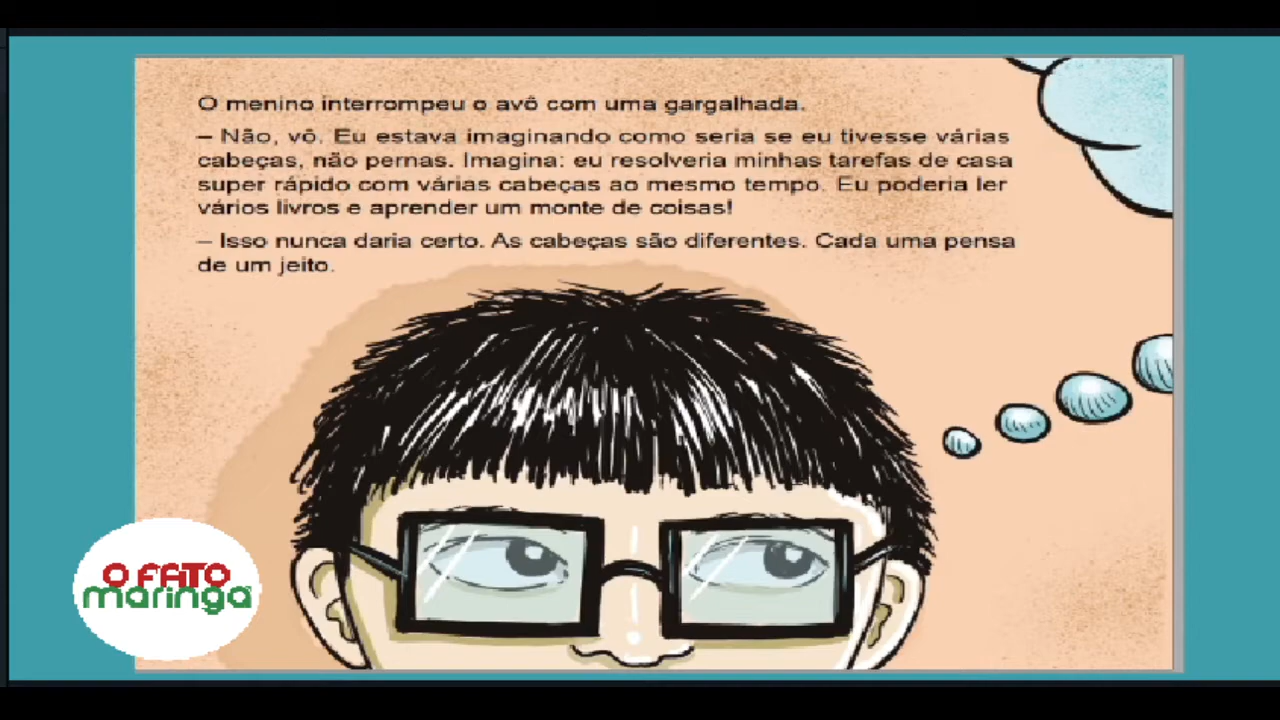 O menino interrompeu o avô com uma gargalhada.
– Não, vô. Eu estava imaginando como seria se eu tivesse várias
cabeças, não pernas. Imagina: eu resolveria minhas tarefas de casa
super rápido com várias cabeças ao mesmo tempo. Eu poderia ler
vários livros e aprender um monte de coisas!
– Isso nunca daria certo. As cabeças são diferentes. Cada uma pensa
de um jeito.
O FATO
maringa